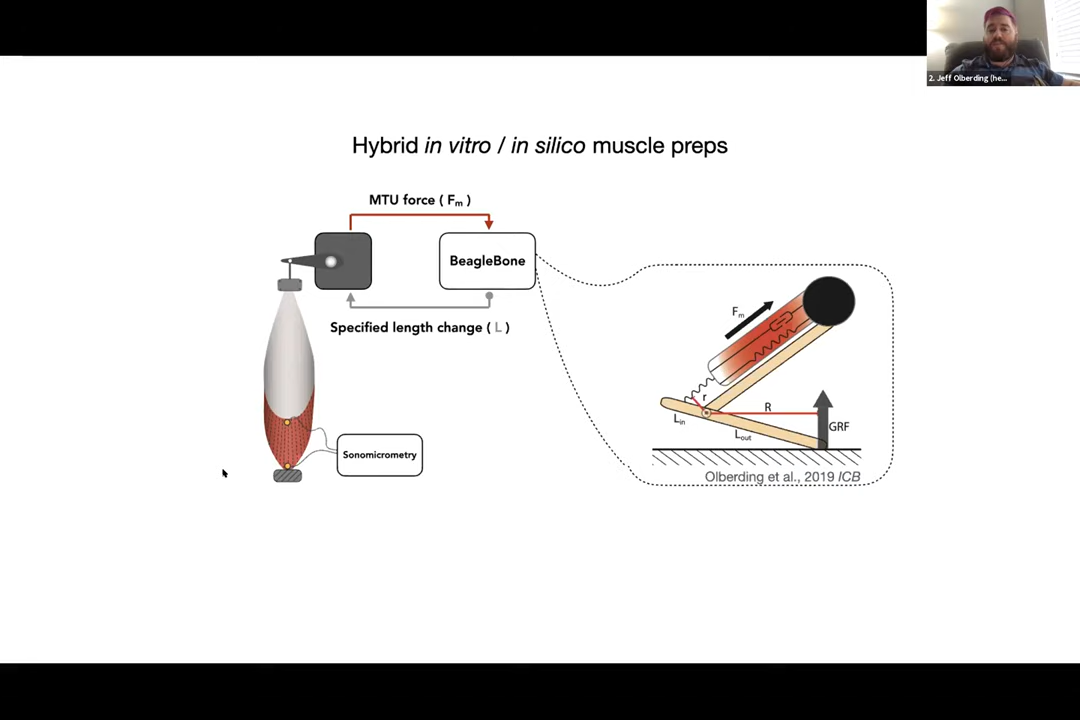 2. Jeff Olberding (he...
Hybrid in vitro / in silico muscle preps
MTU force ( Fm )
BeagleBone
Specified length change ( L )
Sonomicrometry
Fm
r
R
Lin
Lout
GRF
Olberding et al., 2019 ICB